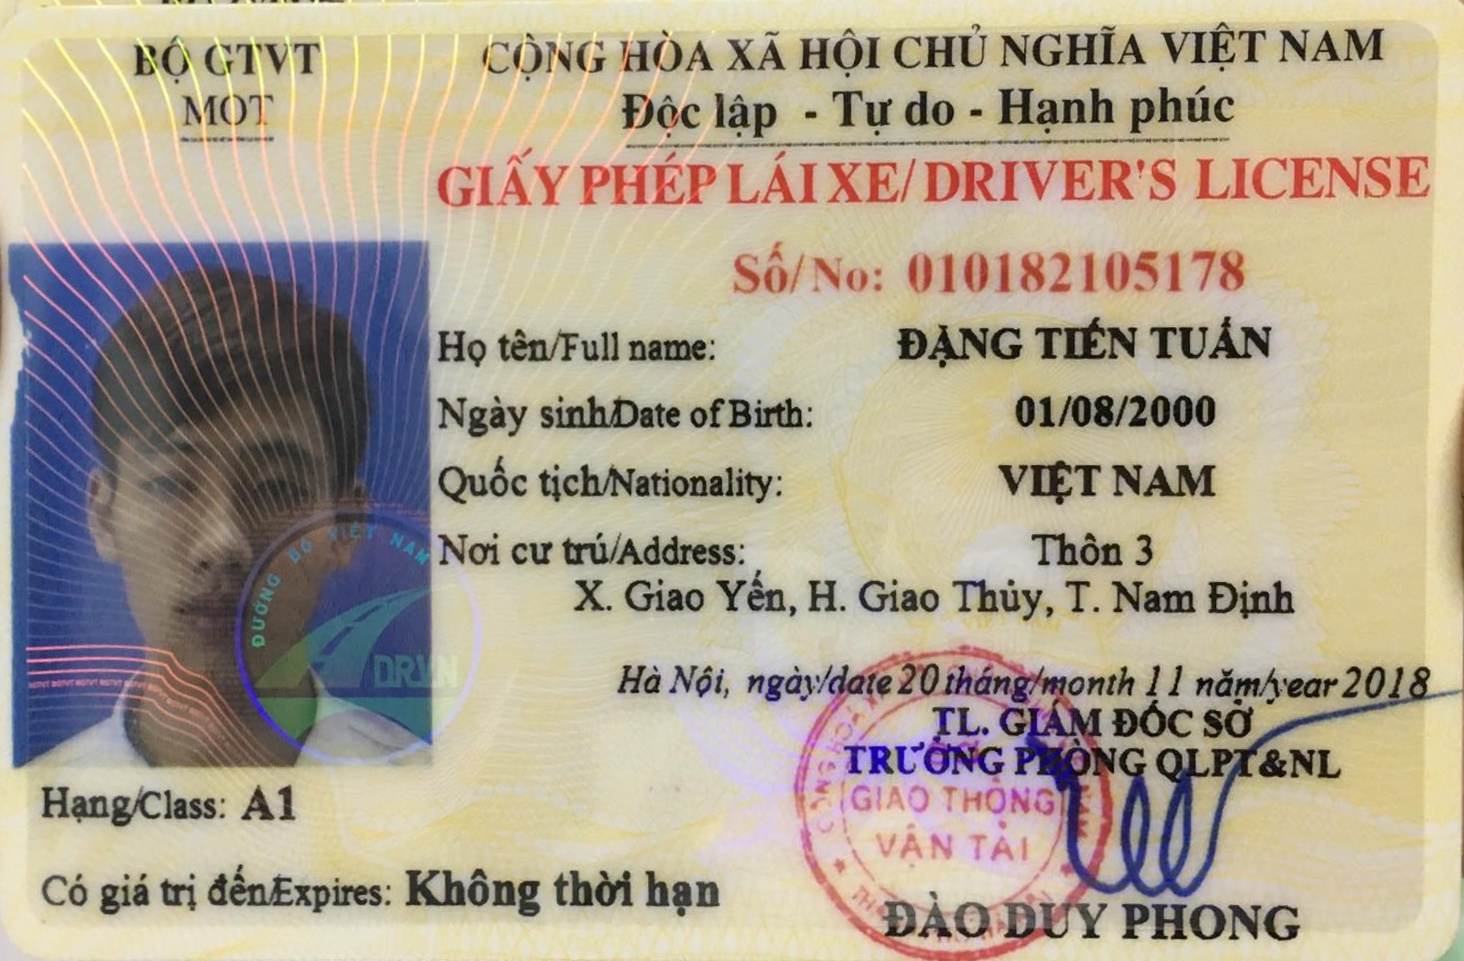 BỘ GTVT
MOT
CỘNG HÒA XÃ HỘI CHỦ NGHĨA VIỆT NAM
Độc lập - Tự do - Hạnh phúc
GIẤY PHÉP LÁI XE/ DRIVER'S LICENSE
Số/No: 010182105178
Họ tên/Full name: ĐẶNG TIẾN TUẤN
Ngày sinh/Date of Birth: 01/08/2000
Quốc tịch/Nationality: VIỆT NAM
Nơi cư trú/Address: Thôn 3
X. Giao Yến, H. Giao Thủy, T. Nam Định
ĐƯỜNG BỘ VIỆT NAM
DRVN
Hà Nội, ngày/date 20 tháng/month 11 năm/year 2018
TL. GIÁM ĐỐC SỞ
TRƯỞNG PHÒNG QLPT&NL
GIAO THÔNG
VẬN TẢI
ĐÀO DUY PHONG
Hạng/Class: A1
Có giá trị đến/Expires: Không thời hạn